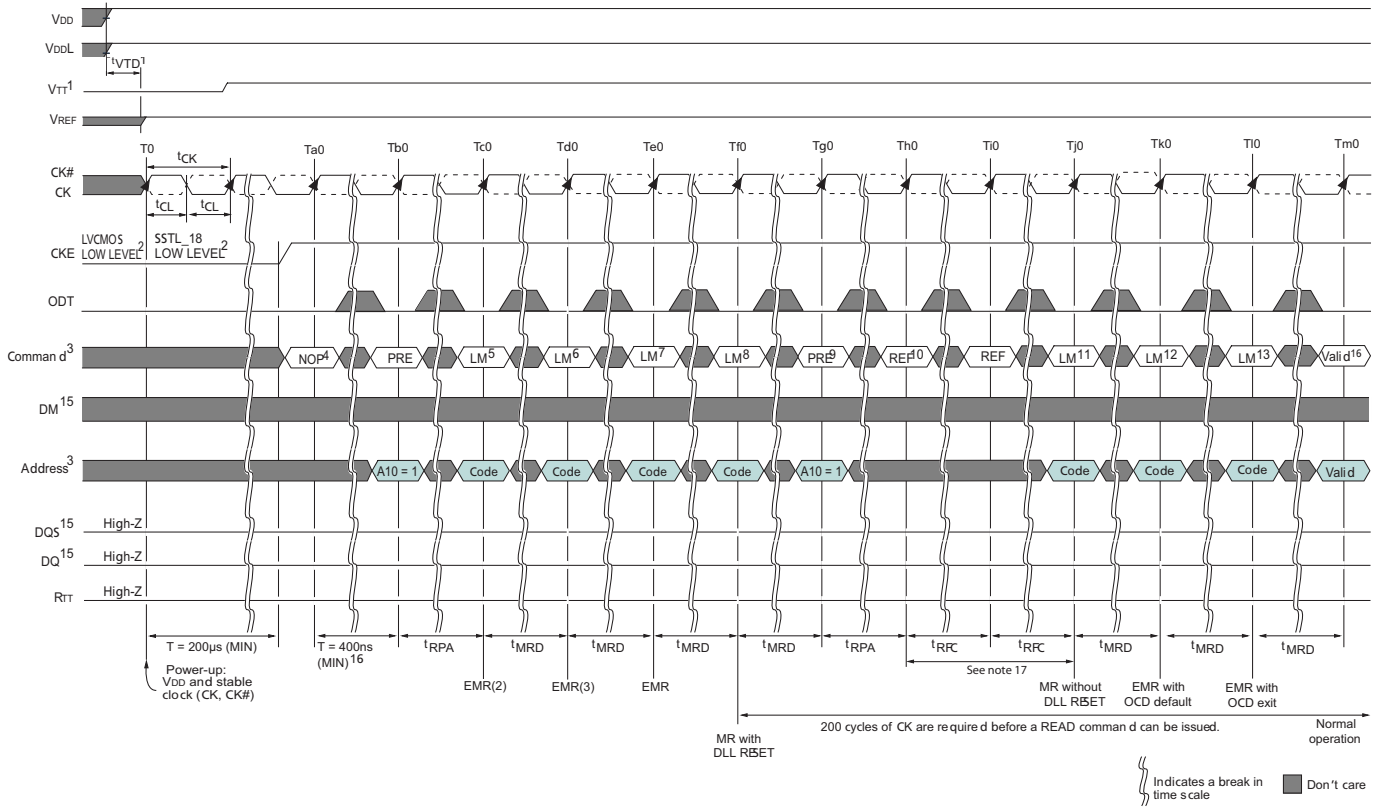 VDD
VDDL
tVTD1
VTT1
VREF
T0 Ta0 Tb0 Tc0 Td0 Te0 Tf0 Tg0 Th0 Ti0 Tj0 Tk0 Tl0 Tm0
tCK
CK#
CK
tCL tCL
LVCMOS SSTL_18
CKE LOW LEVEL2 LOW LEVEL2
ODT
Command3 NOP4 PRE LM5 LM6 LM7 LM8 PRE9 REF10 REF LM11 LM12 LM13 Valid16
DM15
Address3 A10 = 1 Code Code Code Code A10 = 1 Code Code Code Valid
DQS15 High-Z
DQ15 High-Z
RTT High-Z
T = 200µs (MIN) T = 400ns (MIN)16 tRPA tMRD tMRD tMRD tMRD tRPA tRFC tRFC tMRD tMRD tMRD
See note 17
Power-up:
VDD and stable
clock (CK, CK#)
EMR(2) EMR(3) EMR
MR without
DLL RESET
EMR with
OCD default
EMR with
OCD exit
200 cycles of CK are required before a READ command can be issued.
Normal
operation
MR with
DLL RESET
Indicates a break in
time scale
Don't care